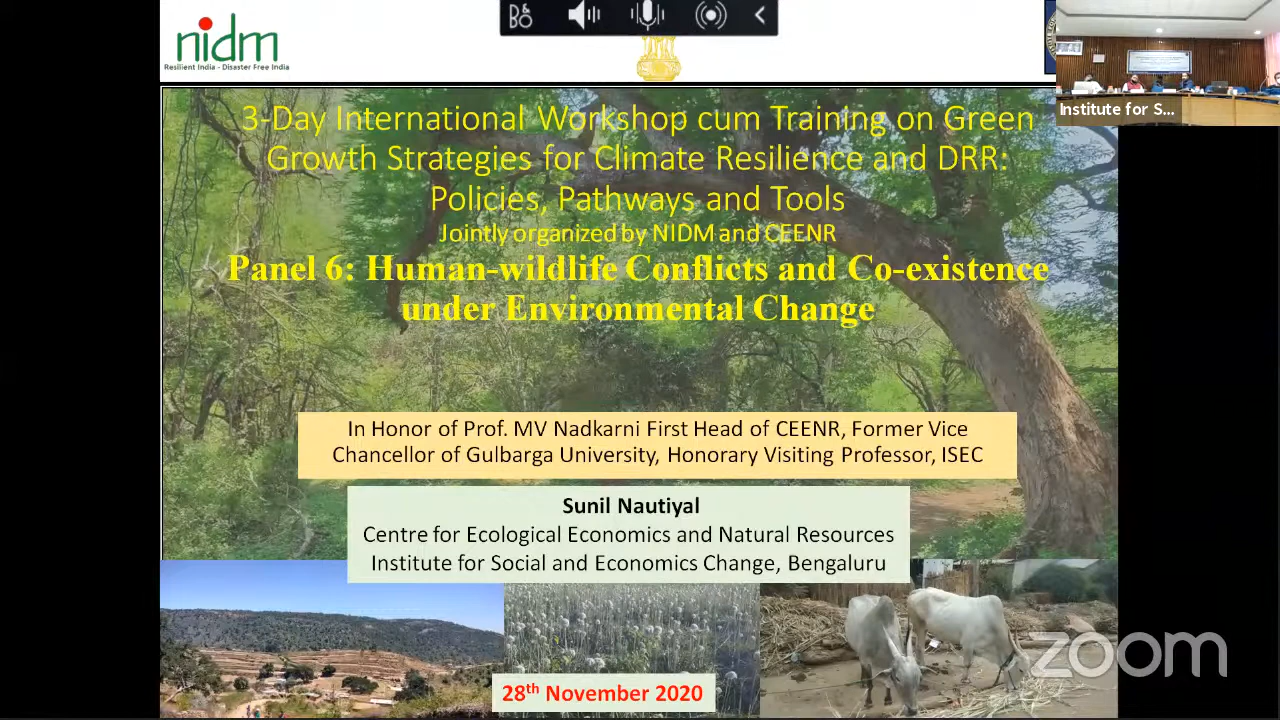 nidm
Resilient India - Disaster Free India
Institute for S...
3-Day International Workshop cum Training on Green
Growth Strategies for Climate Resilience and DRR:
Policies, Pathways and Tools
Jointly organized by NIDM and CEENR
Panel 6: Human-wildlife Conflicts and Co-existence
under Environmental Change
In Honor of Prof. MV Nadkarni First Head of CEENR, Former Vice
Chancellor of Gulbarga University, Honorary Visiting Professor, ISEC
Sunil Nautiyal
Centre for Ecological Economics and Natural Resources
Institute for Social and Economics Change, Bengaluru
28th November 2020
zoom